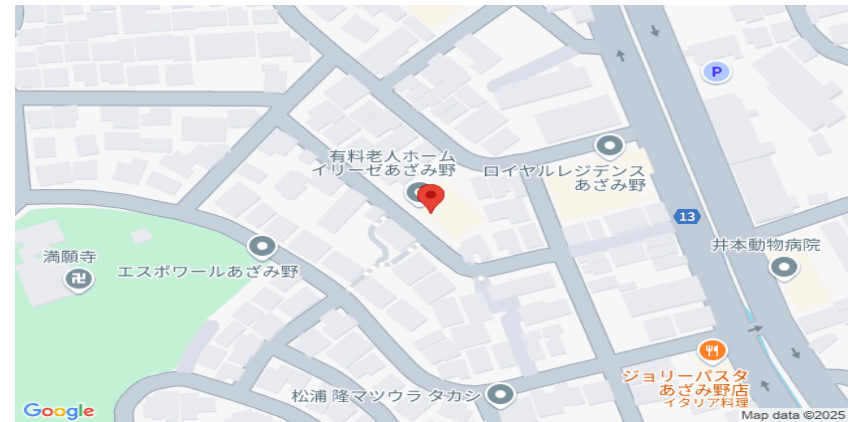 P
有料老人ホーム
イリーゼあざみ野
ロイヤルレジデンス
あざみ野
13
満願寺
卍
エスポワールあざみ野
井本動物病院
ジョリーパスタ
あざみ野店
イタリア料理
松浦 隆マツウラ タカシ
Google
Map data ©2025